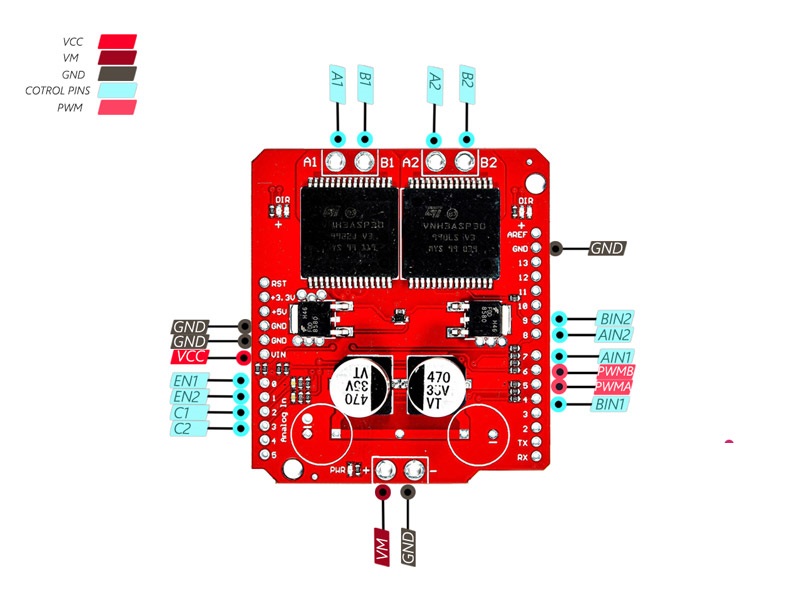 VCC
VM
GND
COTROL PINS
PWM
A1
B1
A2
B2
A1
B1
A2
B2
DIR
+
DIR
+
VNH3ASP30
AREF
GND
13
12
11
10
9
8
7
6
5
4
3
2
TX
RX
GND
BIN2
AIN2
AIN1
PWMB
PWMA
BIN1
RST
+3.3V
+5V
GND
GND
VIN
0
1
2
3
4
5
Analog In
GND
GND
VCC
EN1
EN2
C1
C2
470
35V
VT
470
35V
VT
PWR
+
-
VM
GND